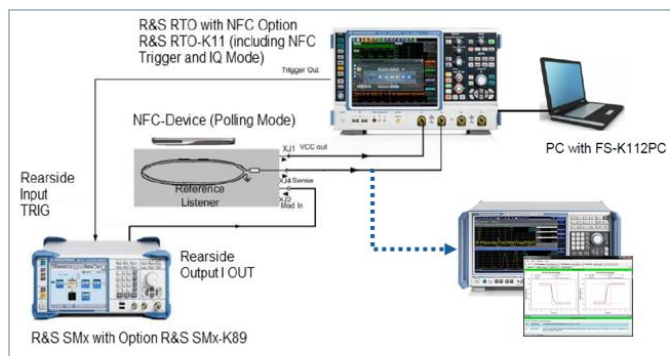 R&S RTO with NFC Option
R&S RTO-K11 (including NFC
Trigger and IQ Mode)
Trigger Out
NFC-Device (Polling Mode)
XJ1 VCC out
PC with FS-K112PC
XJ4 Sense
Reference
Listener
XJ2
Mod In
Rearside
Input
TRIG
Rearside
Output I OUT
R&S SMx with Option R&S SMx-K89